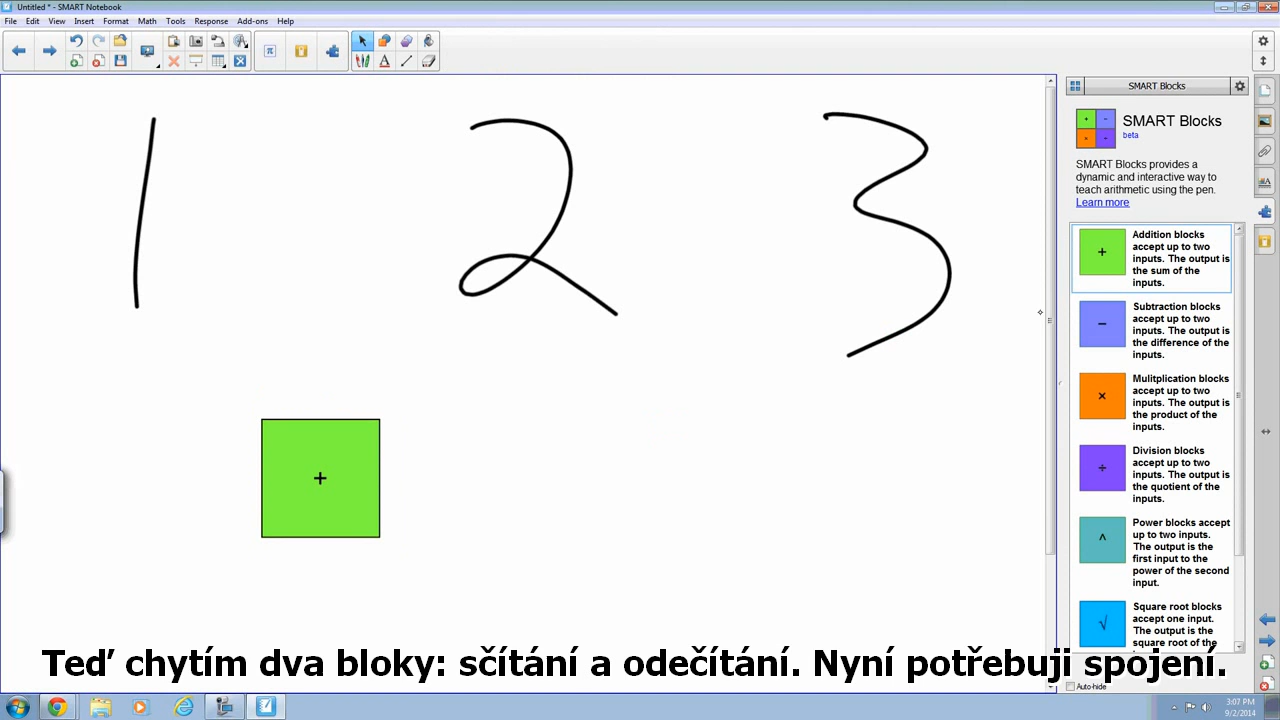 Untitled * - SMART Notebook
File Edit View Insert Format Math Tools Response Add-ons Help
SMART Blocks
1 2 3
+ -
× ÷
SMART Blocks
beta
SMART Blocks provides a
dynamic and interactive way to
teach arithmetic using the pen.
Learn more
+
Addition blocks
accept up to two
inputs. The output is
the sum of the
inputs.
−
Subtraction blocks
accept up to two
inputs. The output is
the difference of the
inputs.
×
Mulitplication blocks
accept up to two
inputs. The output is
the product of the
inputs.
+
÷
Division blocks
accept up to two
inputs. The output is
the quotient of the
inputs.
^
Power blocks accept
up to two inputs.
The output is the
first input to the
power of the second
input.
√
Square root blocks
accept one input.
The output is the
square root of the
Teď chytím dva bloky: sčítání a odečítání. Nyní potřebuji spojení.
Auto-hide
3:07 PM
9/2/2014